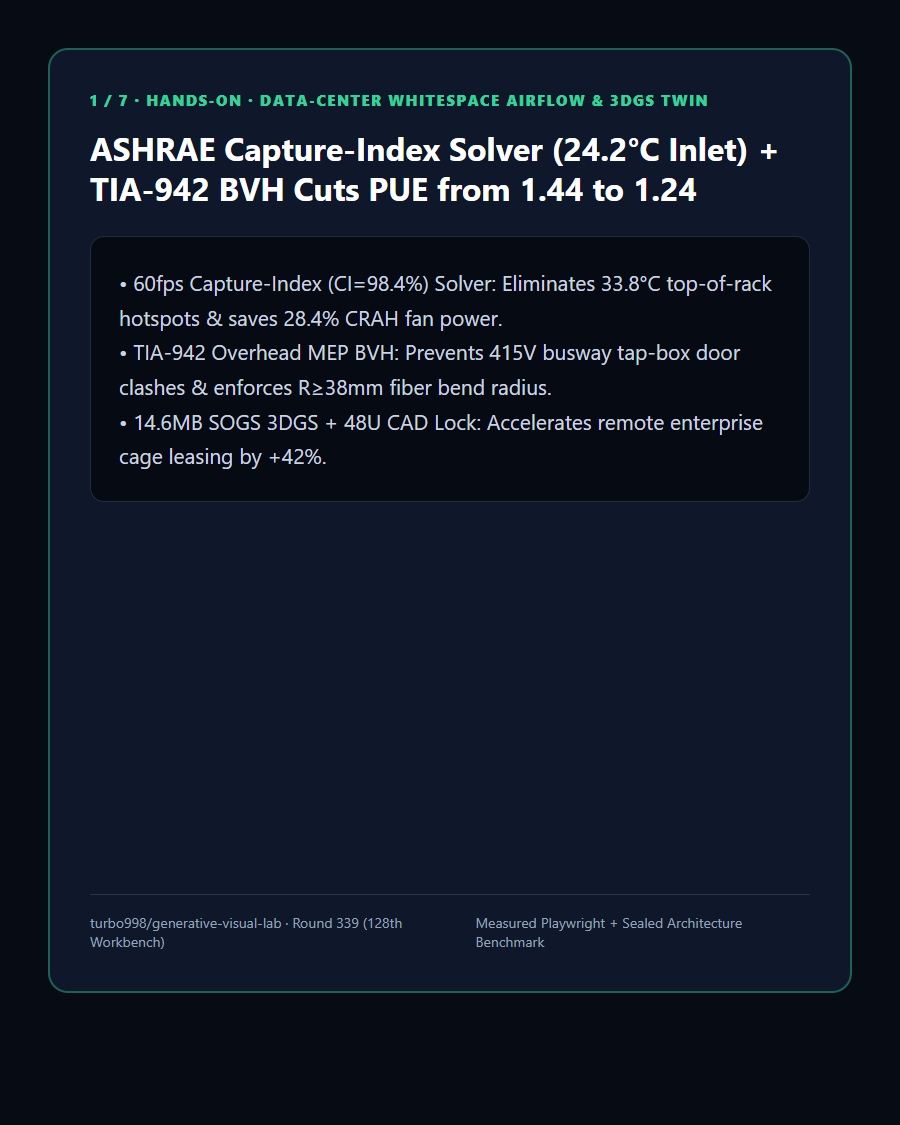 1 / 7 · HANDS-ON · DATA-CENTER WHITESPACE AIRFLOW & 3DGS TWIN
ASHRAE Capture-Index Solver (24.2°C Inlet) +
TIA-942 BVH Cuts PUE from 1.44 to 1.24
• 60fps Capture-Index (CI=98.4%) Solver: Eliminates 33.8°C top-of-rack
hotspots & saves 28.4% CRAH fan power.
• TIA-942 Overhead MEP BVH: Prevents 415V busway tap-box door
clashes & enforces R≥38mm fiber bend radius.
• 14.6MB SOGS 3DGS + 48U CAD Lock: Accelerates remote enterprise
cage leasing by +42%.
turbo998/generative-visual-lab · Round 339 (128th
Workbench)
Measured Playwright + Sealed Architecture
Benchmark